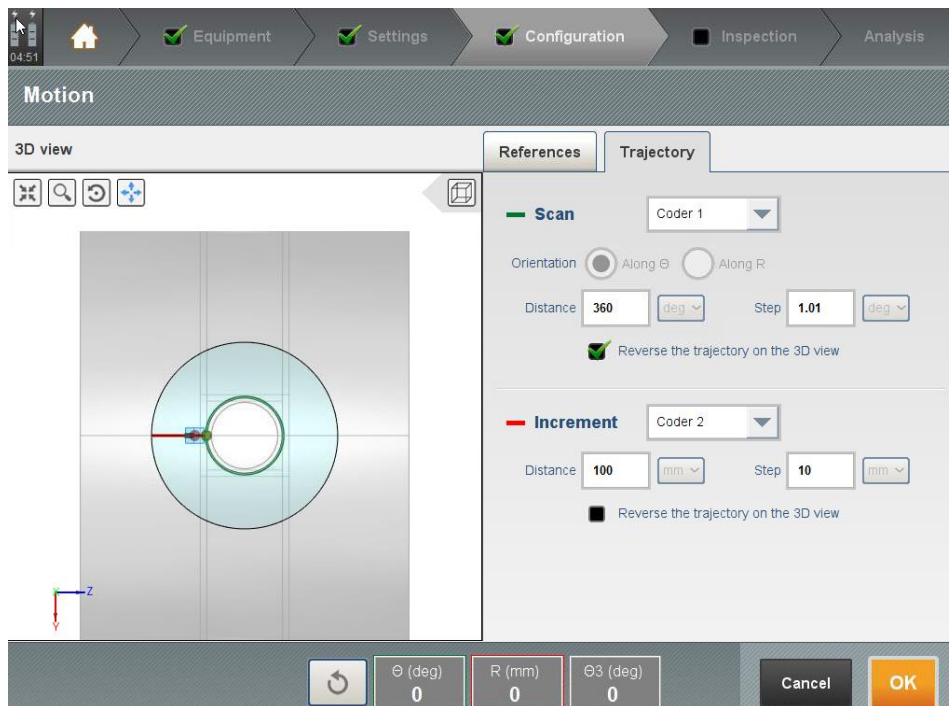 04:51
Equipment
Settings
Configuration
Inspection
Analysis
Motion
3D view
References
Trajectory
Scan
Coder 1
Orientation
Along Θ
Along R
Distance
360
deg
Step
1.01
deg
Reverse the trajectory on the 3D view
Increment
Coder 2
Distance
100
mm
Step
10
mm
Reverse the trajectory on the 3D view
X
Z
Y
Θ (deg)
0
R (mm)
0
Θ3 (deg)
0
Cancel
OK